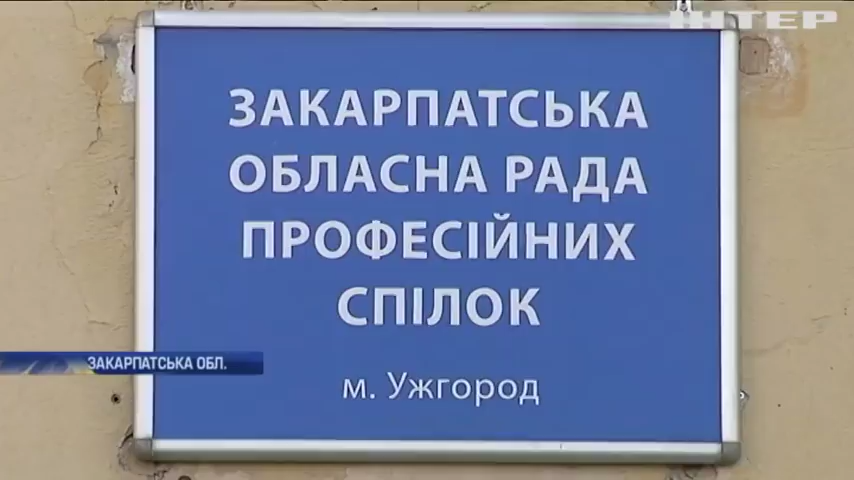 ІНТЕР
ЗАКАРПАТСЬКА
ОБЛАСНА РАДА
ПРОФЕСІЙНИХ
СПІЛОК
ЗАКАРПАТСЬКА ОБЛ.
м. Ужгород